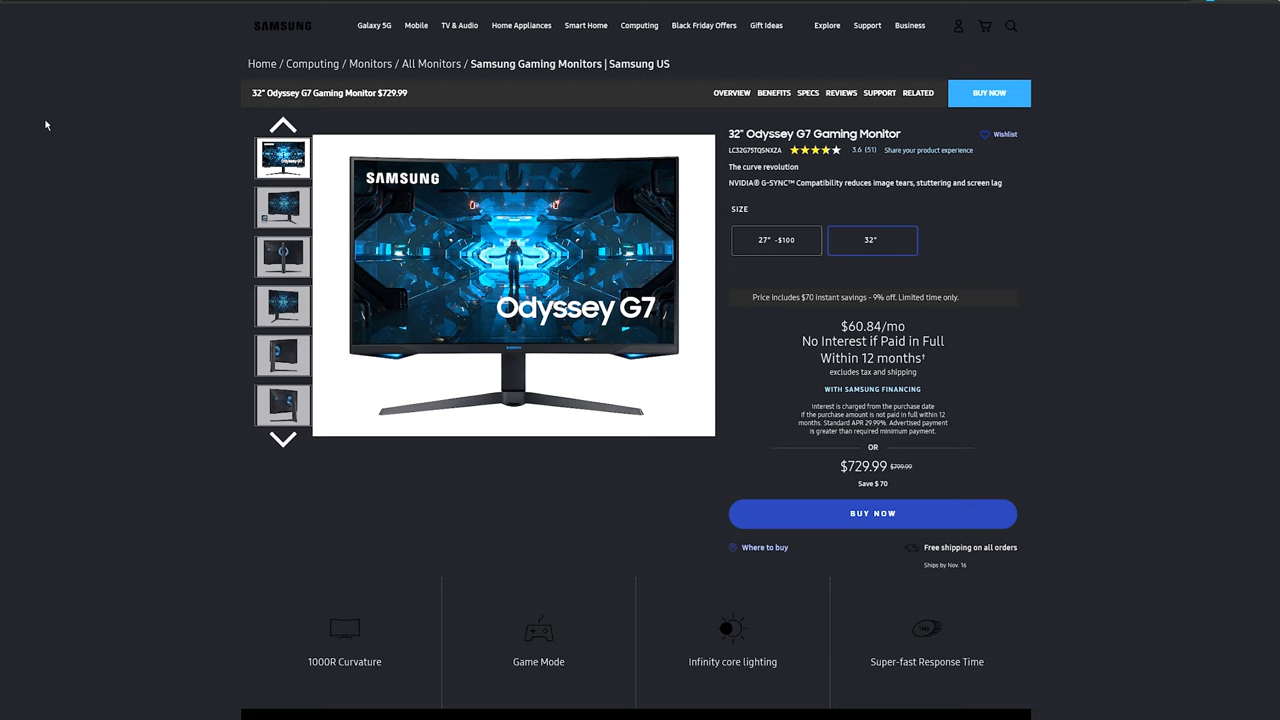 SAMSUNG
Galaxy 5G Mobile TV & Audio Home Appliances Smart Home Computing Black Friday Offers Gift Ideas Explore Support Business
Home / Computing / Monitors / All Monitors / Samsung Gaming Monitors | Samsung US
32" Odyssey G7 Gaming Monitor $729.99
OVERVIEW BENEFITS SPECS REVIEWS SUPPORT RELATED BUY NOW
SAMSUNG
Odyssey G7
32" Odyssey G7 Gaming Monitor
Wishlist
LC32G75TQSNXZA 3.6 (51) Share your product experience
The curve revolution
NVIDIA® G-SYNC™ Compatibility reduces image tears, stuttering and screen lag
SIZE
27" -$100 32"
Price includes $70 instant savings - 9% off. Limited time only.
$60.84/mo
No Interest if Paid in Full
Within 12 months†
excludes tax and shipping
WITH SAMSUNG FINANCING
Interest is charged from the purchase date
if the purchase amount is not paid in full within 12
months. Standard APR 29.99%. Advertised payment
is greater than required minimum payment.
OR
$729.99 $799.99
Save $ 70
BUY NOW
Where to buy
Free shipping on all orders
Ships by Nov. 16
1000R Curvature
Game Mode
Infinity core lighting
Super-fast Response Time